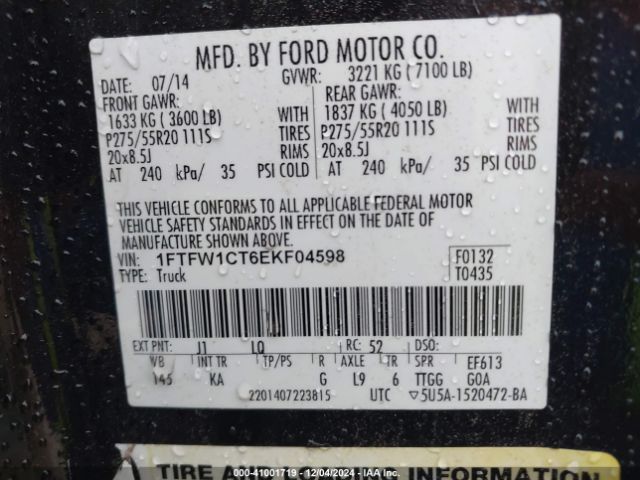 MFD. BY FORD MOTOR CO.
DATE: 07/14 GVWR: 3221 KG ( 7100 LB)
FRONT GAWR: REAR GAWR:
1633 KG ( 3600 LB) WITH 1837 KG ( 4050 LB) WITH
P275/55R20 111S TIRES P275/55R20 111S TIRES
20x8.5J RIMS 20x8.5J RIMS
AT 240 kPa/ 35 PSI COLD AT 240 kPa/ 35 PSI COLD
THIS VEHICLE CONFORMS TO ALL APPLICABLE FEDERAL MOTOR
VEHICLE SAFETY STANDARDS IN EFFECT ON THE DATE OF
MANUFACTURE SHOWN ABOVE.
VIN: 1FTFW1CT6EKF04598 F0132
TYPE: Truck T0435
EXT PNT: J1 LQ RC: 52 DSO:
WB INT TR TP/PS R AXLE TR SPR EF613
145 KA G L9 6 TTGG GOA
2201407223815 UTC ▽5U5A-1520472-BA
TIRE AND LOADING INFORMATION
000-41001719 - 12/04/2024 - IAA Inc.